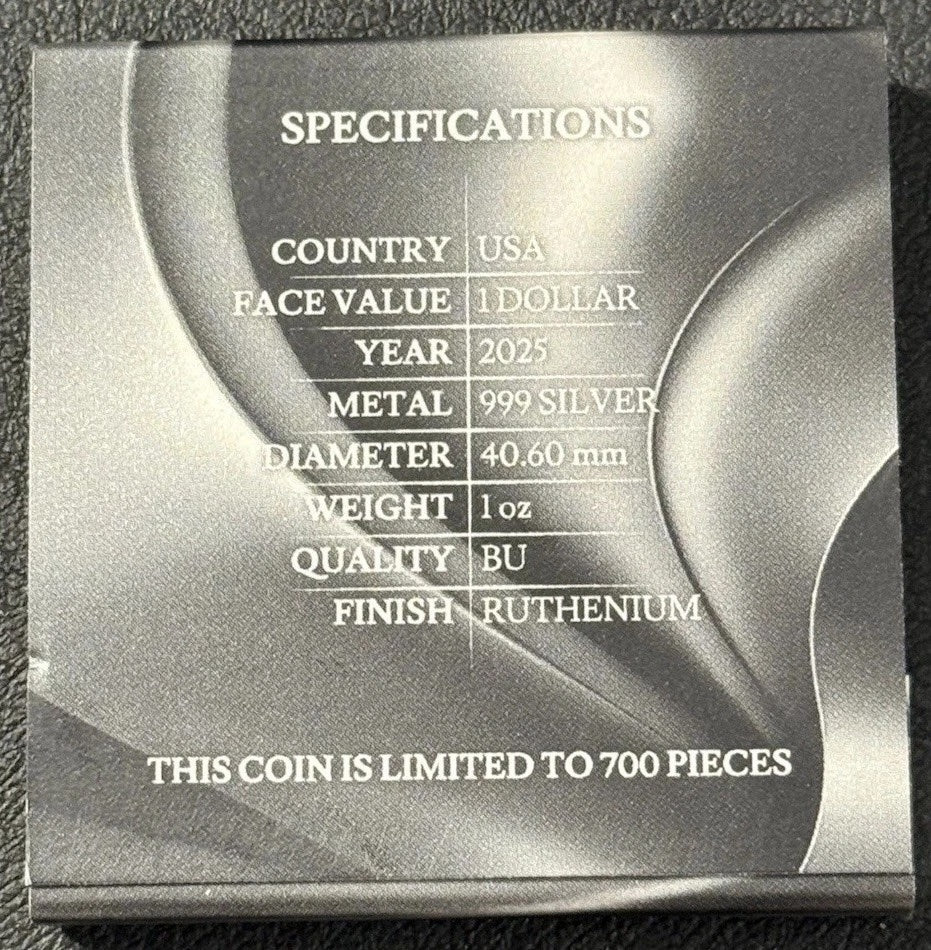 SPECIFICATIONS
COUNTRY USA
FACE VALUE 1 DOLLAR
YEAR 2025
METAL 999 SILVER
DIAMETER 40.60 mm
WEIGHT 1 oz
QUALITY BU
FINISH RUTHENIUM
THIS COIN IS LIMITED TO 700 PIECES